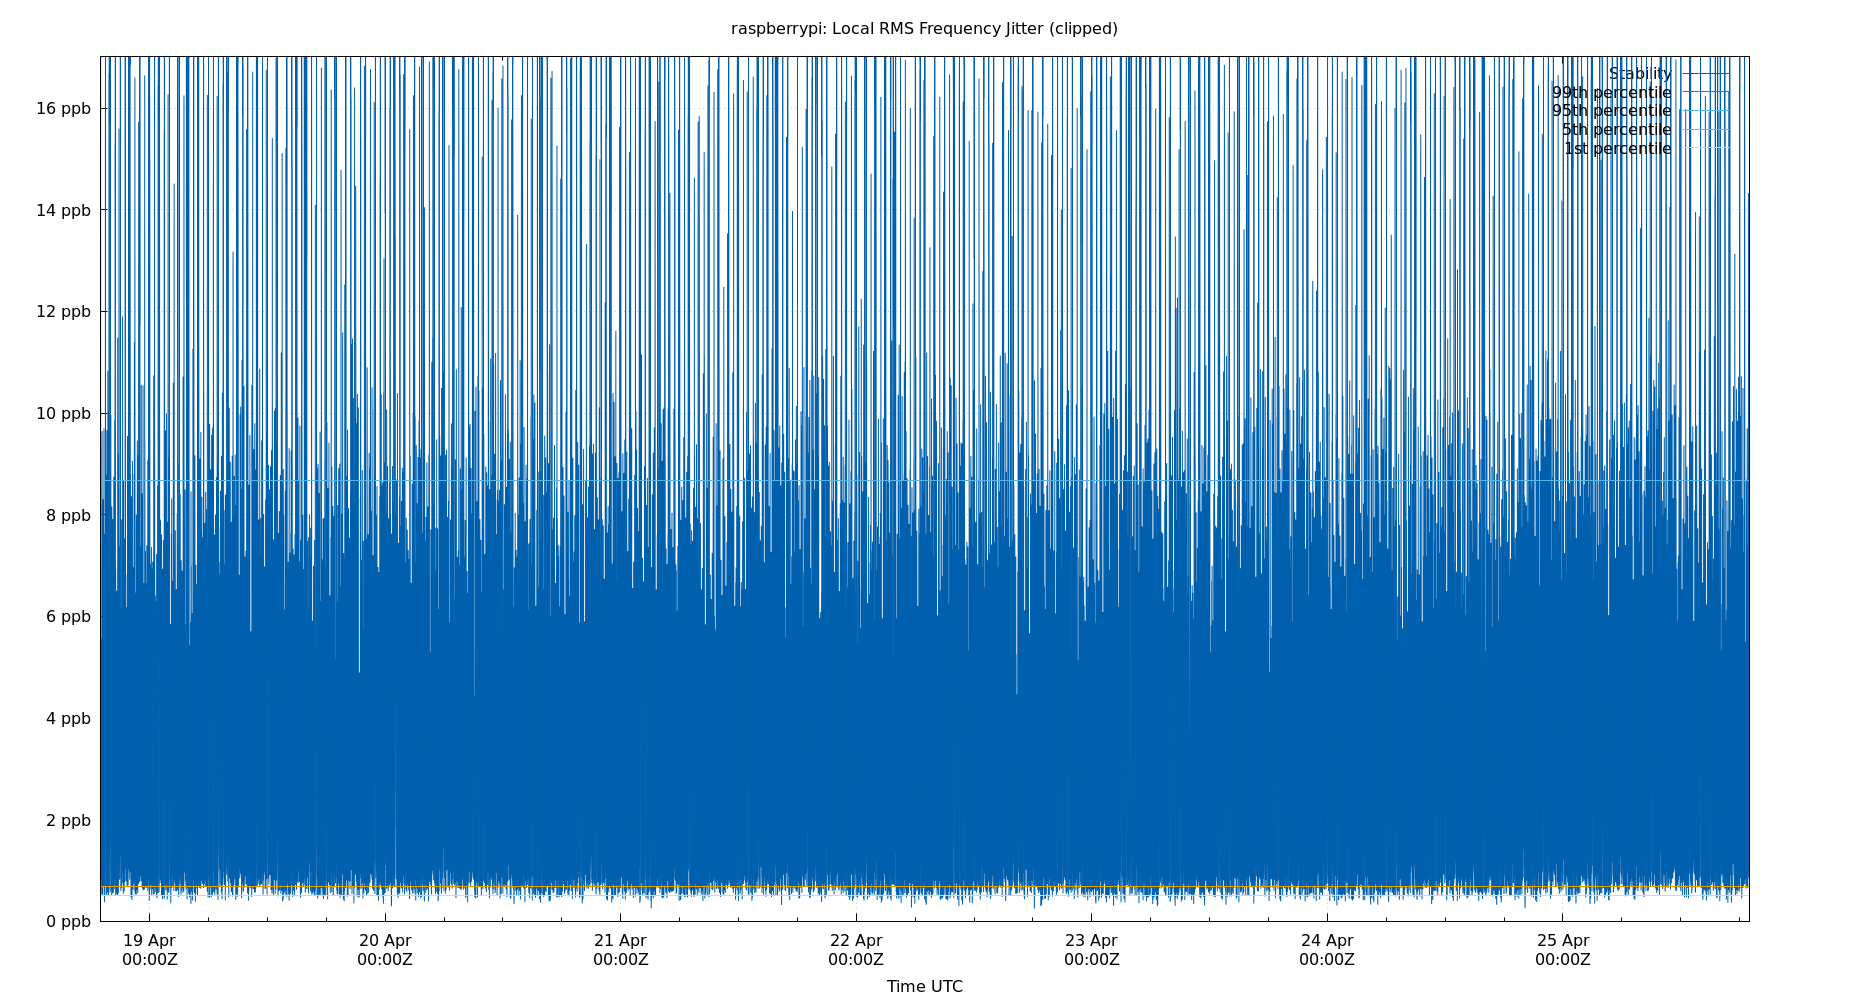 raspberrypi: Local RMS Frequency Jitter (clipped)
Stability
99th percentile
95th percentile
5th percentile
1st percentile
16 ppb
14 ppb
12 ppb
10 ppb
8 ppb
6 ppb
4 ppb
2 ppb
0 ppb
19 Apr 20 Apr 21 Apr 22 Apr 23 Apr 24 Apr 25 Apr
00:00Z 00:00Z 00:00Z 00:00Z 00:00Z 00:00Z 00:00Z
Time UTC